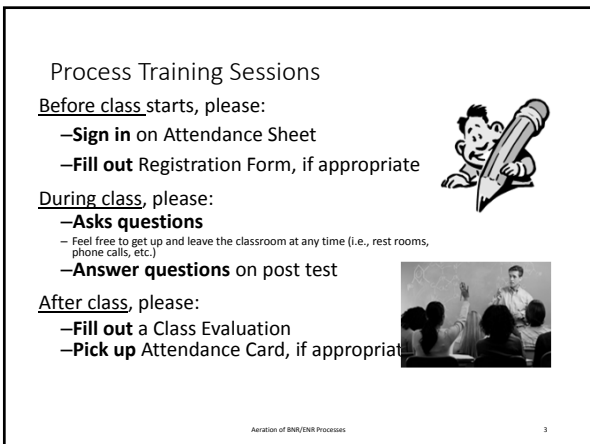 Process Training Sessions
Before class starts, please:
–Sign in on Attendance Sheet
–Fill out Registration Form, if appropriate
During class, please:
–Asks questions
– Feel free to get up and leave the classroom at any time (i.e., rest rooms,
phone calls, etc.)
–Answer questions on post test
After class, please:
–Fill out a Class Evaluation
–Pick up Attendance Card, if appropriat
Aeration of BNR/ENR Processes
3